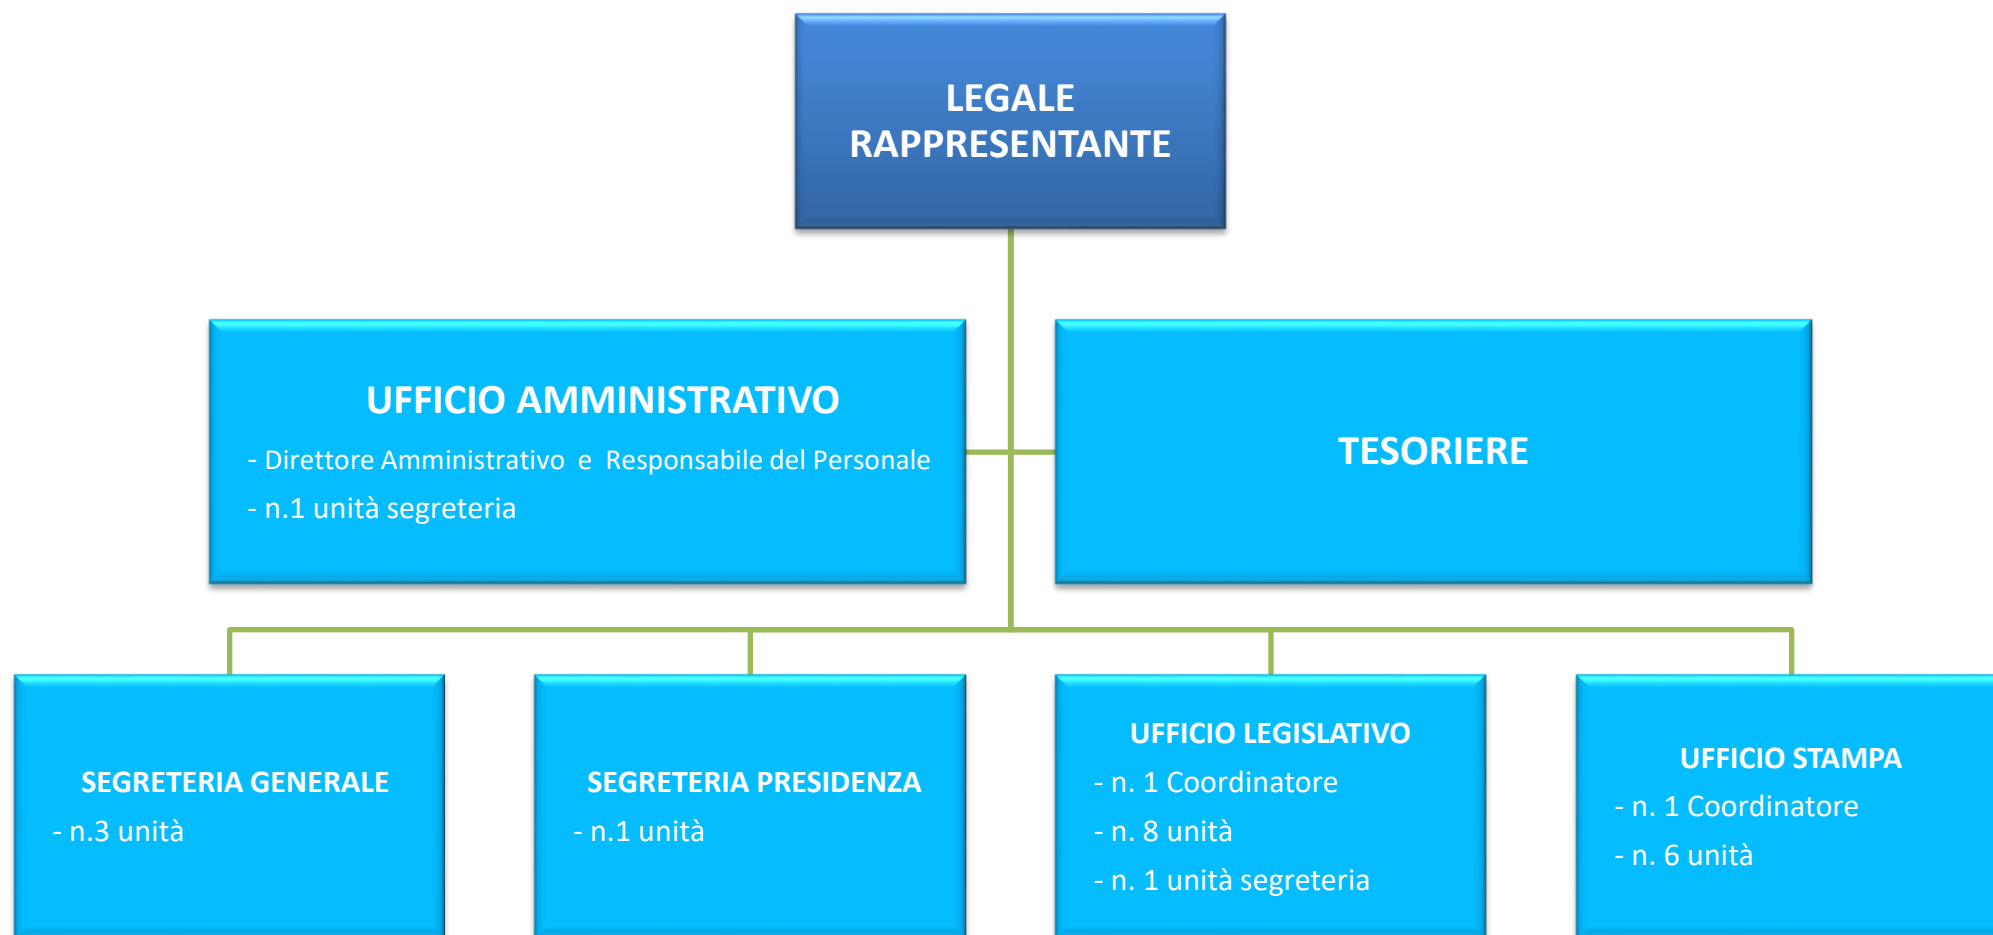 LEGALE
RAPPRESENTANTE
UFFICIO AMMINISTRATIVO
- Direttore Amministrativo e Responsabile del Personale
- n.1 unità segreteria
TESORIERE
SEGRETERIA GENERALE
- n.3 unità
SEGRETERIA PRESIDENZA
- n.1 unità
UFFICIO LEGISLATIVO
- n. 1 Coordinatore
- n. 8 unità
- n. 1 unità segreteria
UFFICIO STAMPA
- n. 1 Coordinatore
- n. 6 unità